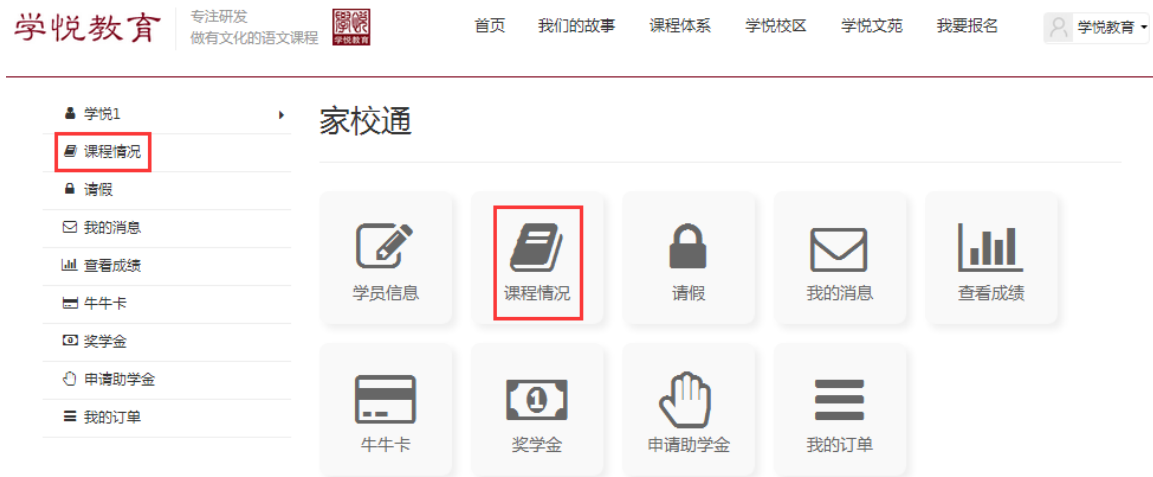 学悦教育
专注研发
做有文化的语文课程
學悦
学悦教育
首页 我们的故事 课程体系 学悦校区 学悦文苑 我要报名 学悦教育
学悦1
课程情况
请假
我的消息
查看成绩
牛牛卡
奖学金
申请助学金
我的订单
家校通
学员信息 课程情况 请假 我的消息 查看成绩
1
牛牛卡 奖学金 申请助学金 我的订单